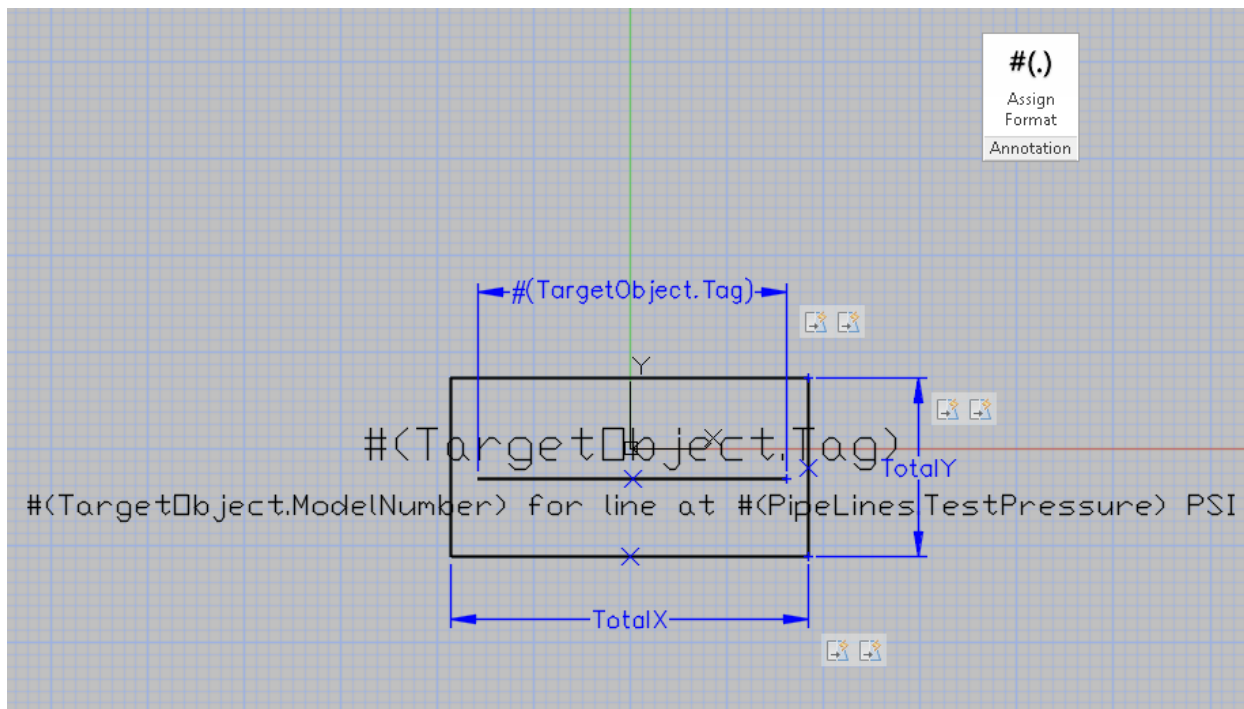 #(.)
Assign
Format
Annotation
#(TargetObject.Tag)
Y
X
#(TargetObject.Tag)
TotalY
#(TargetObject.ModelNumber) for line at #(PipeLines.TestPressure) PSI
TotalX